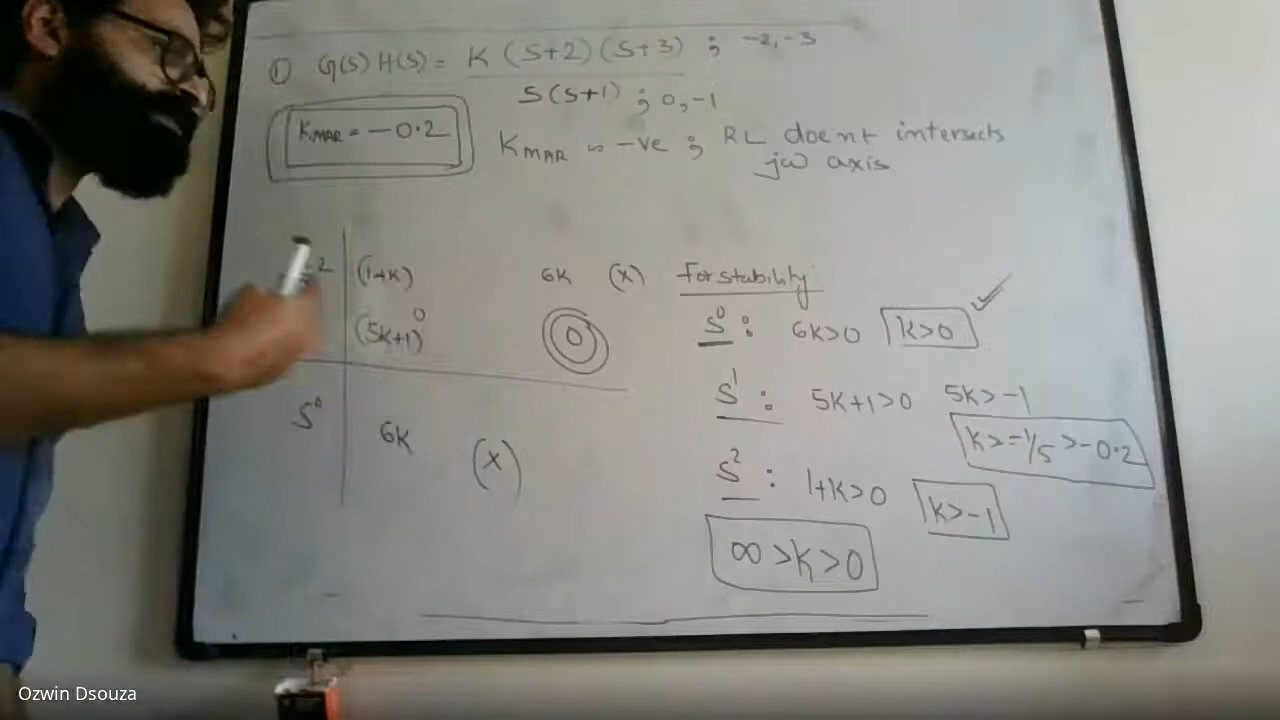 ① G(S) H(S) = K (S+2) (S+3) ; -2, -3
S(S+1) ; 0, -1
KMAR = -0.2
KMAR is -ve ; RL doent intersects
jω axis
2 (1+K) 6K (X)
(5K+1) 0 0
S⁰ 6K (X)
For stability
S⁰ : 6K>0 K>0 ✓
S¹ : 5K+1>0 5K>-1
K>-1/5 >-0.2
S² : 1+K>0 K>-1
∞ >K>0
Ozwin Dsouza